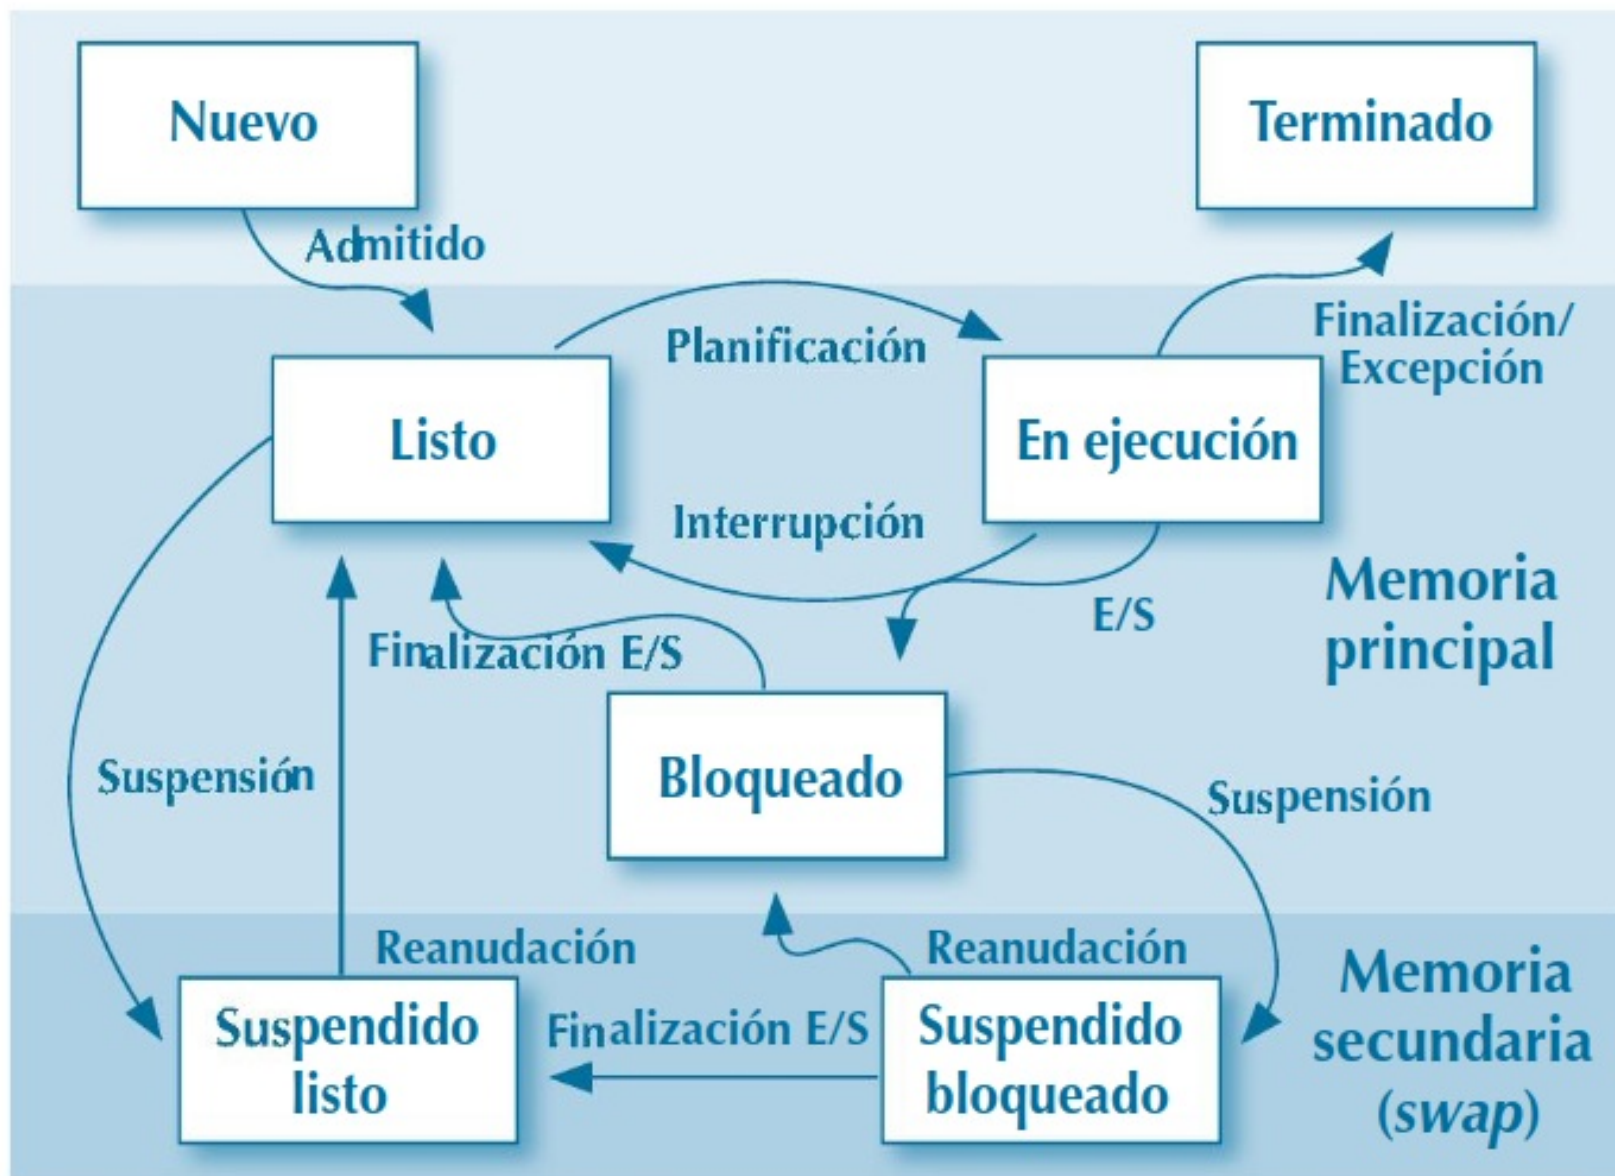 Nuevo
Terminado
Admitido
Planificación
Finalización/
Excepción
Listo
En ejecución
Interrupción
E/S
Memoria
principal
Finalización E/S
Suspensión
Bloqueado
Suspensión
Reanudación
Reanudación
Memoria
secundaria
(swap)
Suspendido
listo
Finalización E/S
Suspendido
bloqueado